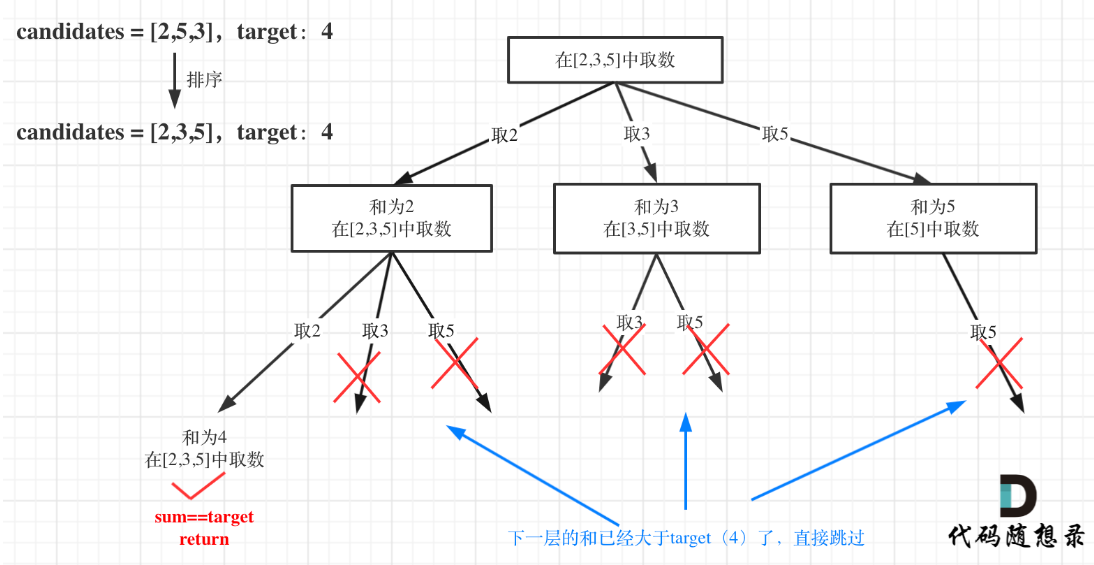 candidates = [2,5,3], target：4
排序
candidates = [2,3,5], target：4
在[2,3,5]中取数
取2
取3
取5
和为2
在[2,3,5]中取数
和为3
在[3,5]中取数
和为5
在[5]中取数
取2
取3
取5
取3
取5
取5
和为4
在[2,3,5]中取数
sum==target
return
下一层的和已经大于target（4）了，直接跳过
代码随想录